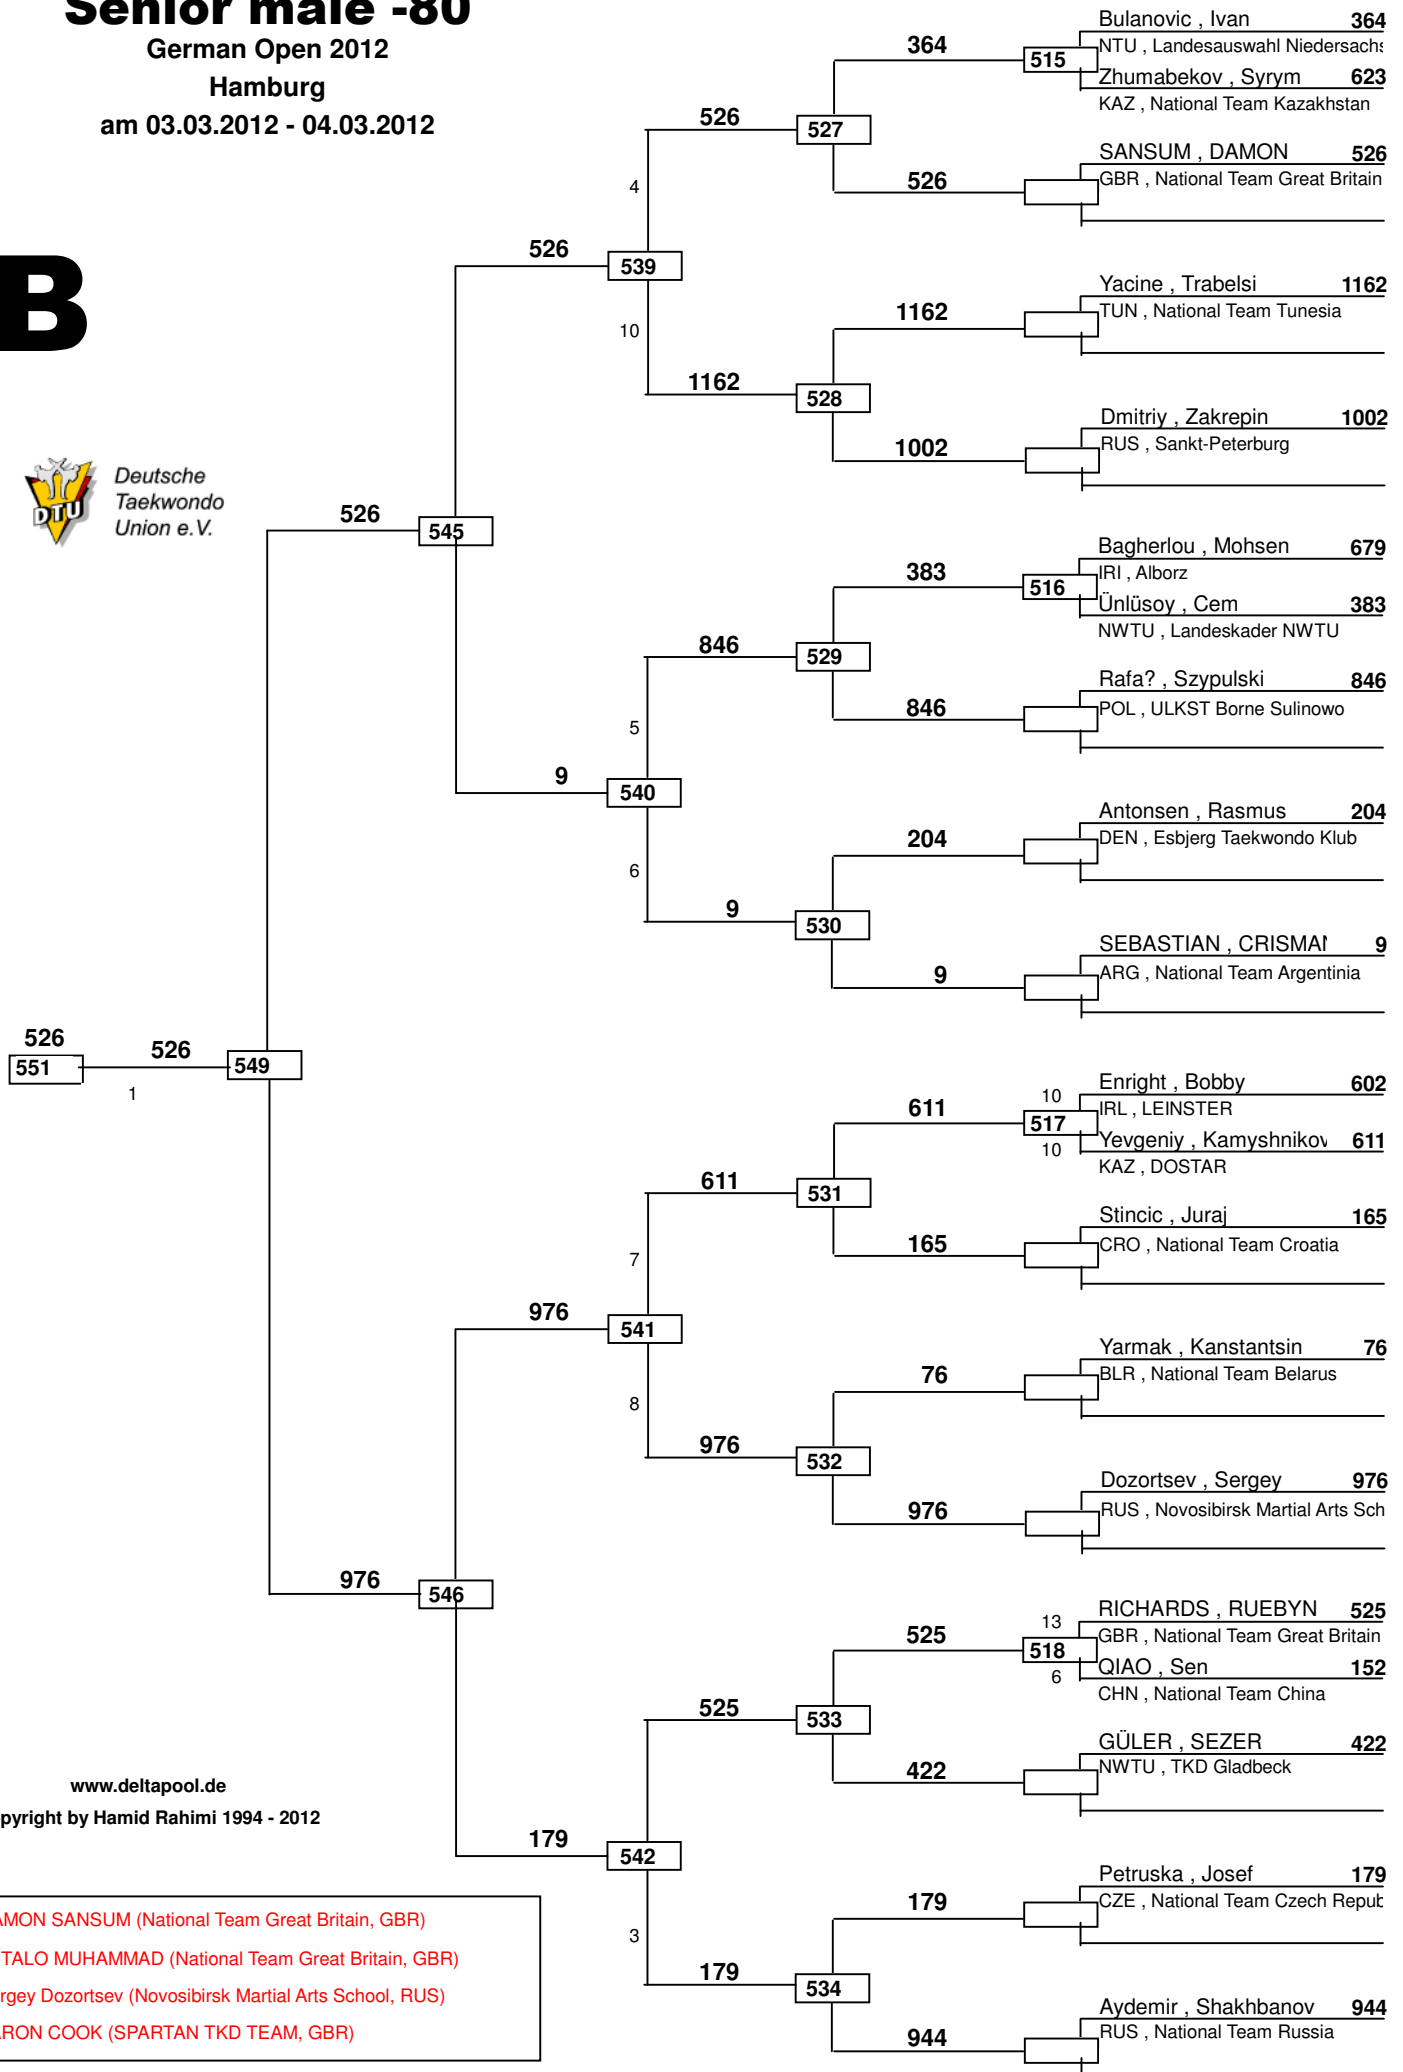 Senior male -80
German Open 2012
Hamburg
am 03.03.2012 - 04.03.2012
B
Deutsche
Taekwondo
Union e.V.
DTU
Bulanovic , Ivan 364
NTU , Landesauswahl Niedersachs
364
515
Zhumabekov , Syrym 623
KAZ , National Team Kazakhstan
526
527
SANSUM , DAMON 526
GBR , National Team Great Britain
526
4
526
539
Yacine , Trabelsi 1162
TUN , National Team Tunesia
1162
10
1162
528
Dmitriy , Zakrepin 1002
RUS , Sankt-Peterburg
1002
526
545
Bagherlou , Mohsen 679
IRI , Alborz
383
516
Ünlüsoy , Cem 383
NWTU , Landeskader NWTU
846
529
Rafa? , Szypulski 846
POL , ULKST Borne Sulinowo
846
5
9
540
Antonsen , Rasmus 204
DEN , Esbjerg Taekwondo Klub
204
6
9
530
SEBASTIAN , CRISMAN 9
ARG , National Team Argentinia
9
526
551
526
1
549
Enright , Bobby 602
10
IRL , LEINSTER
611
517
Yevgeniy , Kamyshnikov 611
10
KAZ , DOSTAR
611
531
Stincic , Juraj 165
CRO , National Team Croatia
165
7
976
541
Yarmak , Kanstantsin 76
BLR , National Team Belarus
76
8
976
532
Dozortsev , Sergey 976
RUS , Novosibirsk Martial Arts Sch
976
976
546
RICHARDS , RUEBYN 525
13
GBR , National Team Great Britain
525
518
QIAO , Sen 152
6
CHN , National Team China
525
533
GÜLER , SEZER 422
NWTU , TKD Gladbeck
422
www.deltapool.de
pyright by Hamid Rahimi 1994 - 2012
179
542
Petruska , Josef 179
CZE , National Team Czech Repub
179
3
179
534
Aydemir , Shakhbanov 944
RUS , National Team Russia
944
AMON SANSUM (National Team Great Britain, GBR)
TALO MUHAMMAD (National Team Great Britain, GBR)
rgey Dozortsev (Novosibirsk Martial Arts School, RUS)
ARON COOK (SPARTAN TKD TEAM, GBR)